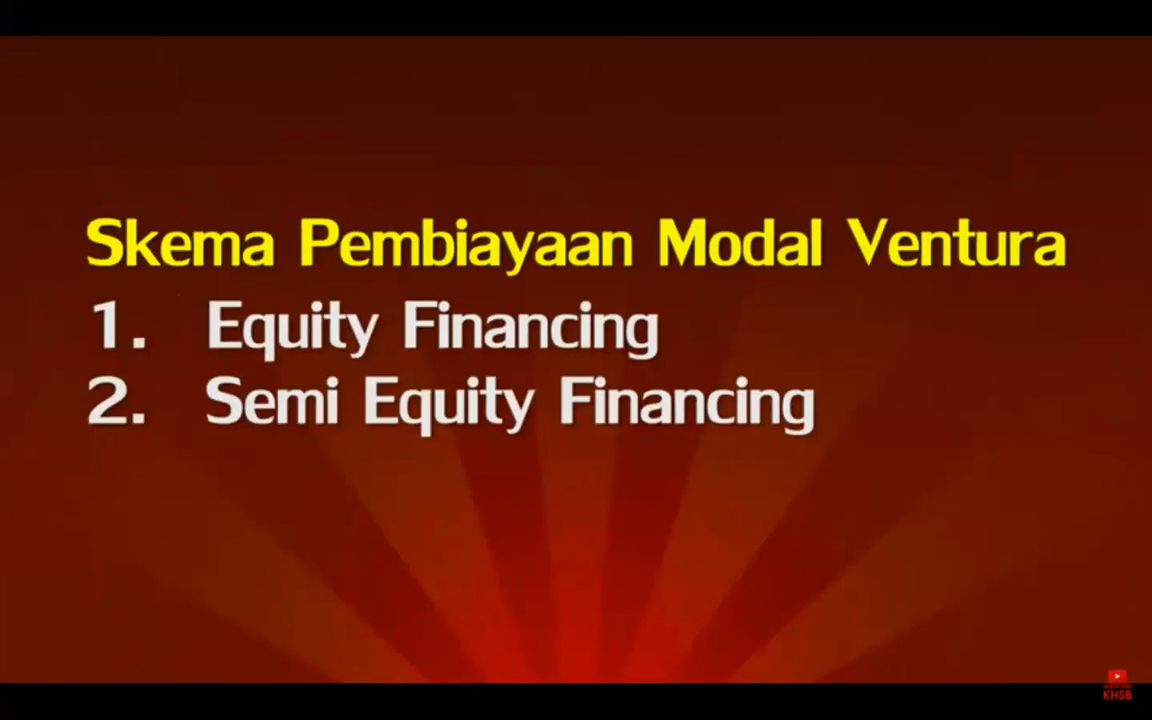 Skema Pembiayaan Modal Ventura
1. Equity Financing
2. Semi Equity Financing
KHSB